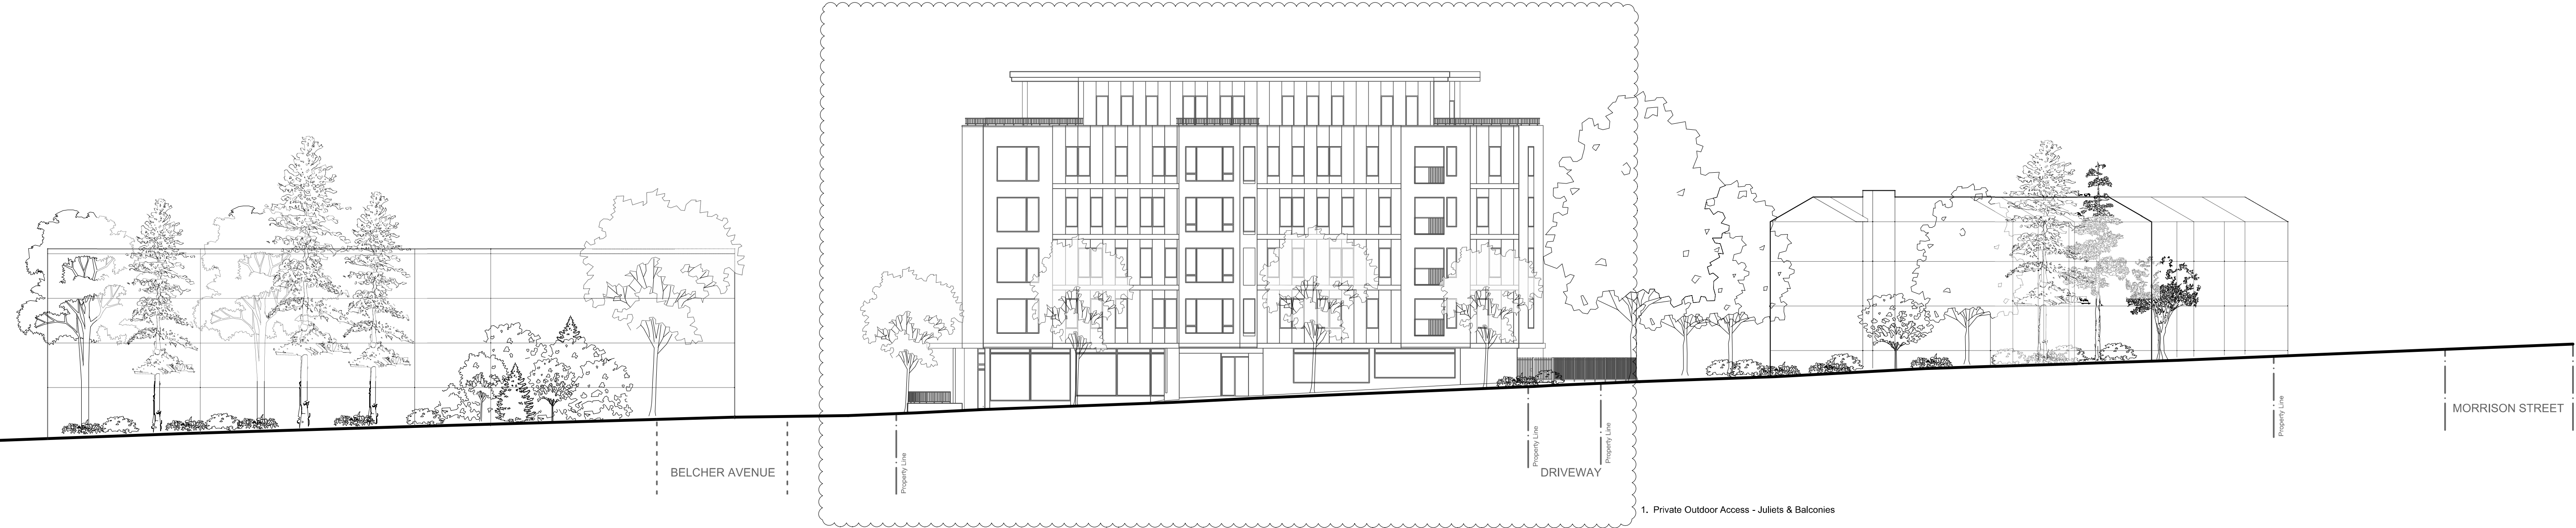 BELCHER AVENUE
Property Line
Property Line
DRIVEWAY
Property Line
1. Private Outdoor Access - Juliets & Balconies
Property Line
MORRISON STREET